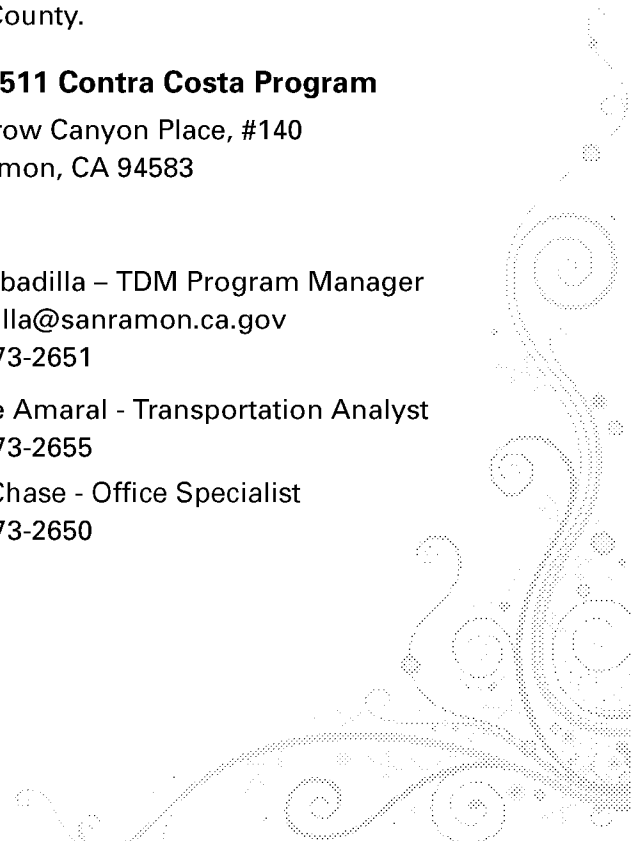 County.
511 Contra Costa Program
row Canyon Place, #140
mon, CA 94583
badilla – TDM Program Manager
lla@sanramon.ca.gov
73-2651
e Amaral - Transportation Analyst
73-2655
Chase - Office Specialist
73-2650